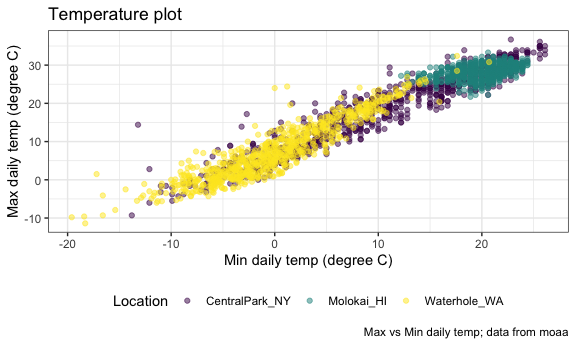 Temperature plot
Max daily temp (degree C)
30
20
10
0
-10
-20 -10 0 10 20
Min daily temp (degree C)
Location CentralPark_NY Molokai_HI Waterhole_WA
Max vs Min daily temp; data from moaa